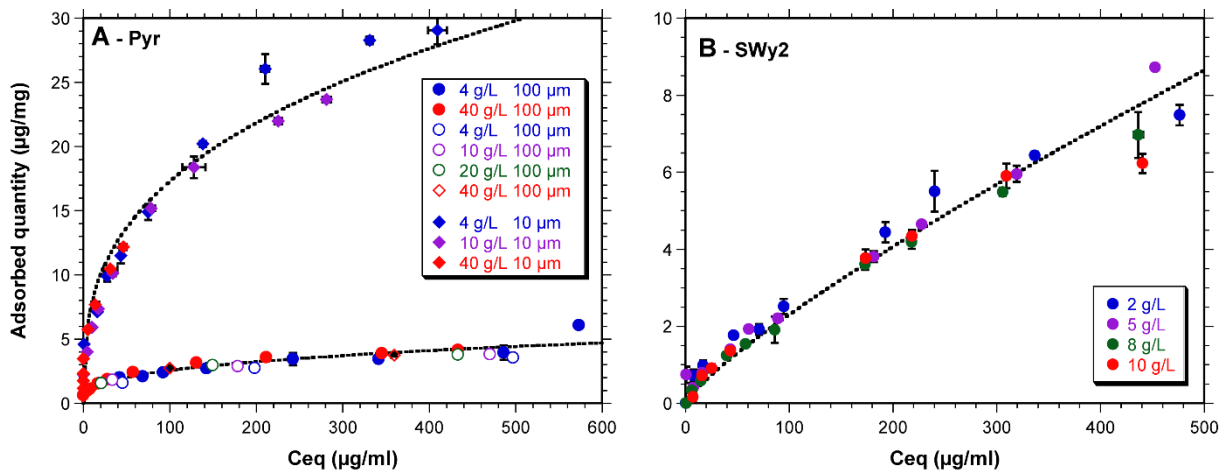 A - Pyr
Adsorbed quantity (µg/mg)
30
25
20
15
10
5
0
0 100 200 300 400 500 600
Ceq (µg/ml)
4 g/L 100 µm
40 g/L 100 µm
4 g/L 100 µm
10 g/L 100 µm
20 g/L 100 µm
40 g/L 100 µm
4 g/L 10 µm
10 g/L 10 µm
40 g/L 10 µm
B - SWy2
10
8
6
4
2
0
0 100 200 300 400 500
Ceq (µg/ml)
2 g/L
5 g/L
8 g/L
10 g/L